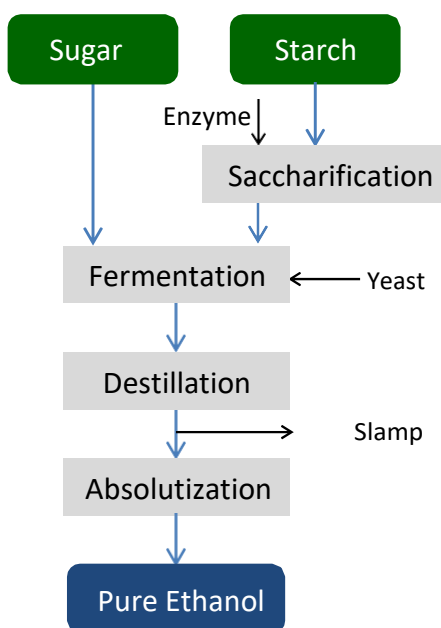 Sugar
Starch
Enzyme
Saccharification
Fermentation
Yeast
Destillation
Slamp
Absolutization
Pure Ethanol